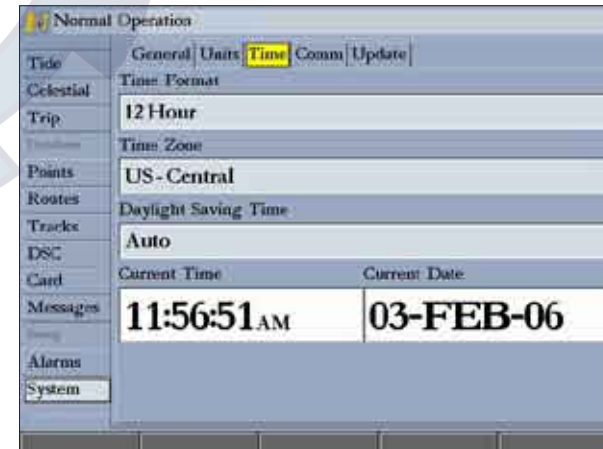 Normal Operation
General Units Time Comm Update
Tide
Celestial
Trip
Points
Routes
Tracks
DSC
Card
Messages
Alarms
System
Time Format
12 Hour
Time Zone
US - Central
Daylight Saving Time
Auto
Current Time
11:56:51 AM
Current Date
03-FEB-06